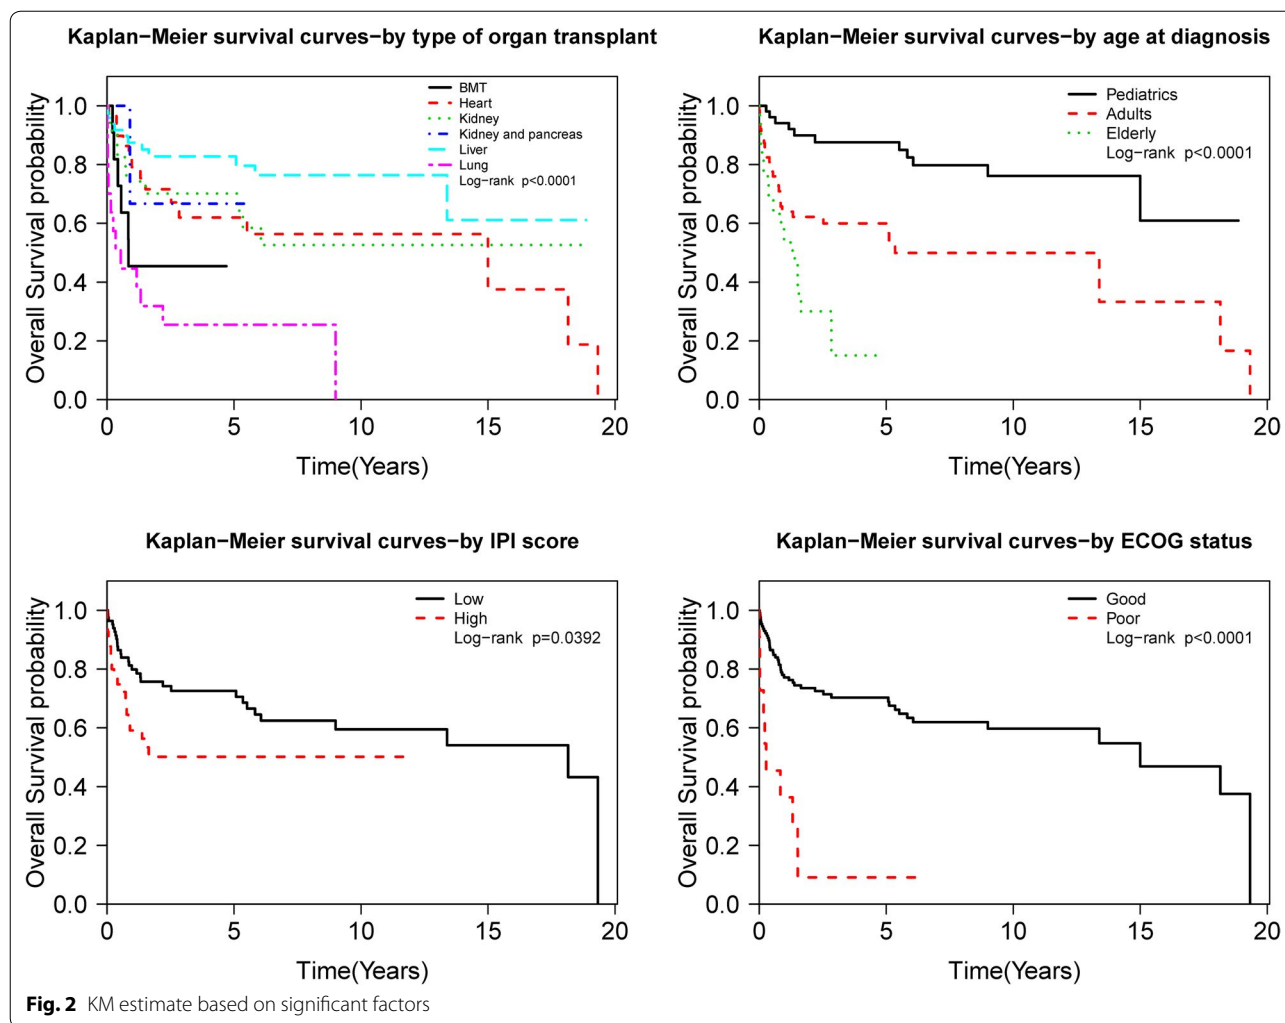 Kaplan−Meier survival curves−by type of organ transplant
Overall Survival probability
1.0
0.8
0.6
0.4
0.2
0.0
BMT
Heart
Kidney
Kidney and pancreas
Liver
Lung
Log−rank p<0.0001
0 5 10 15 20
Time(Years)
Kaplan−Meier survival curves−by age at diagnosis
Overall Survival probability
1.0
0.8
0.6
0.4
0.2
0.0
Pediatrics
Adults
Elderly
Log−rank p<0.0001
0 5 10 15 20
Time(Years)
Kaplan−Meier survival curves−by IPI score
Overall Survival probability
1.0
0.8
0.6
0.4
0.2
0.0
Low
High
Log−rank p=0.0392
0 5 10 15 20
Time(Years)
Kaplan−Meier survival curves−by ECOG status
Overall Survival probability
1.0
0.8
0.6
0.4
0.2
0.0
Good
Poor
Log−rank p<0.0001
0 5 10 15 20
Time(Years)
Fig. 2 KM estimate based on significant factors